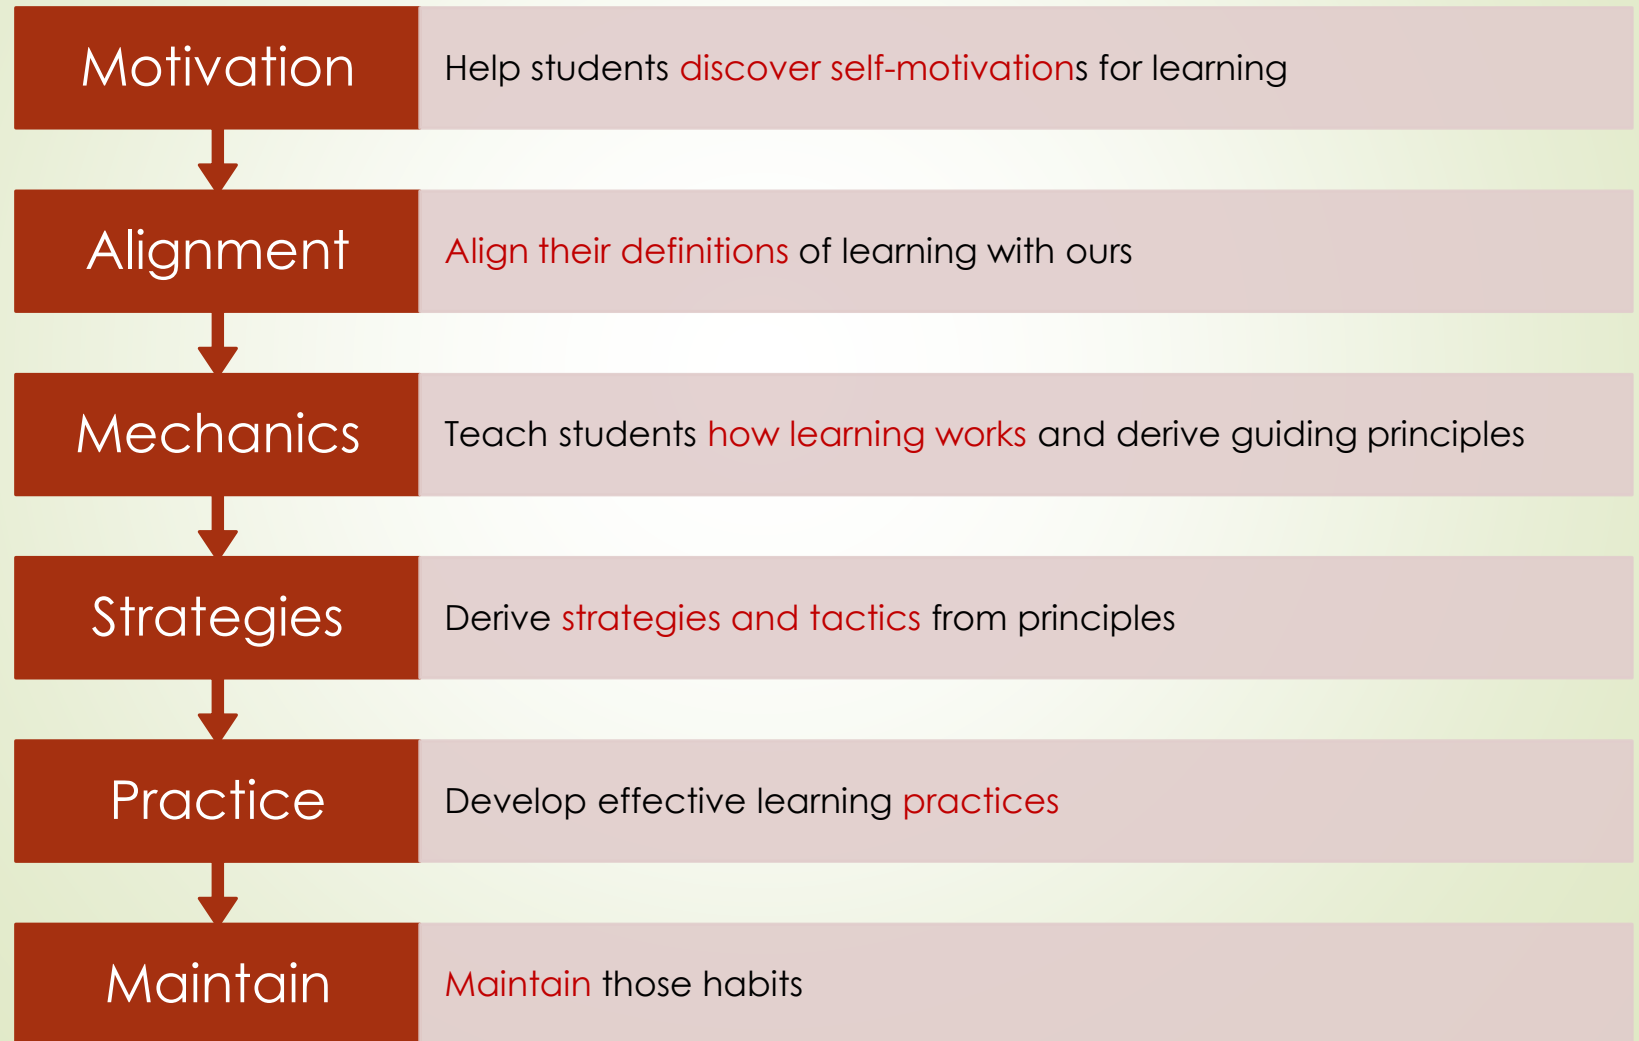 Motivation
Help students discover self-motivations for learning
Alignment
Align their definitions of learning with ours
Mechanics
Teach students how learning works and derive guiding principles
Strategies
Derive strategies and tactics from principles
Practice
Develop effective learning practices
Maintain
Maintain those habits